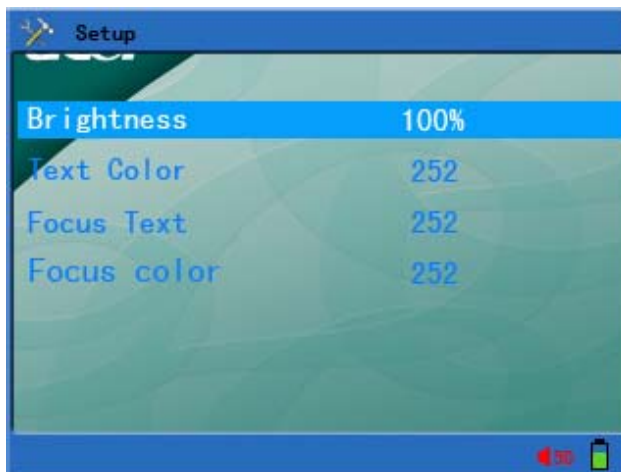 Setup
Brightness 100%
Text Color 252
Focus Text 252
Focus color 252